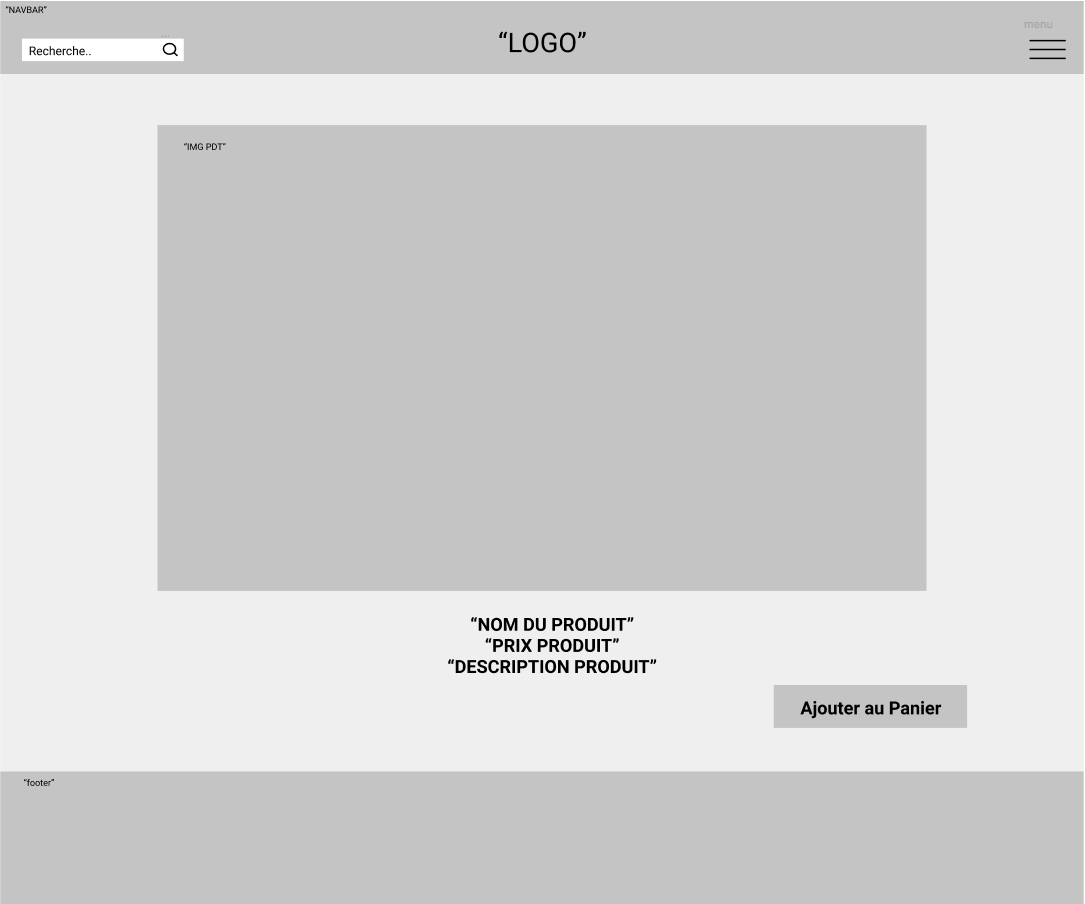 “NAVBAR”
menu
...
Recherche..
“LOGO”
“IMG PDT”
“NOM DU PRODUIT”
“PRIX PRODUIT”
“DESCRIPTION PRODUIT”
Ajouter au Panier
“footer”